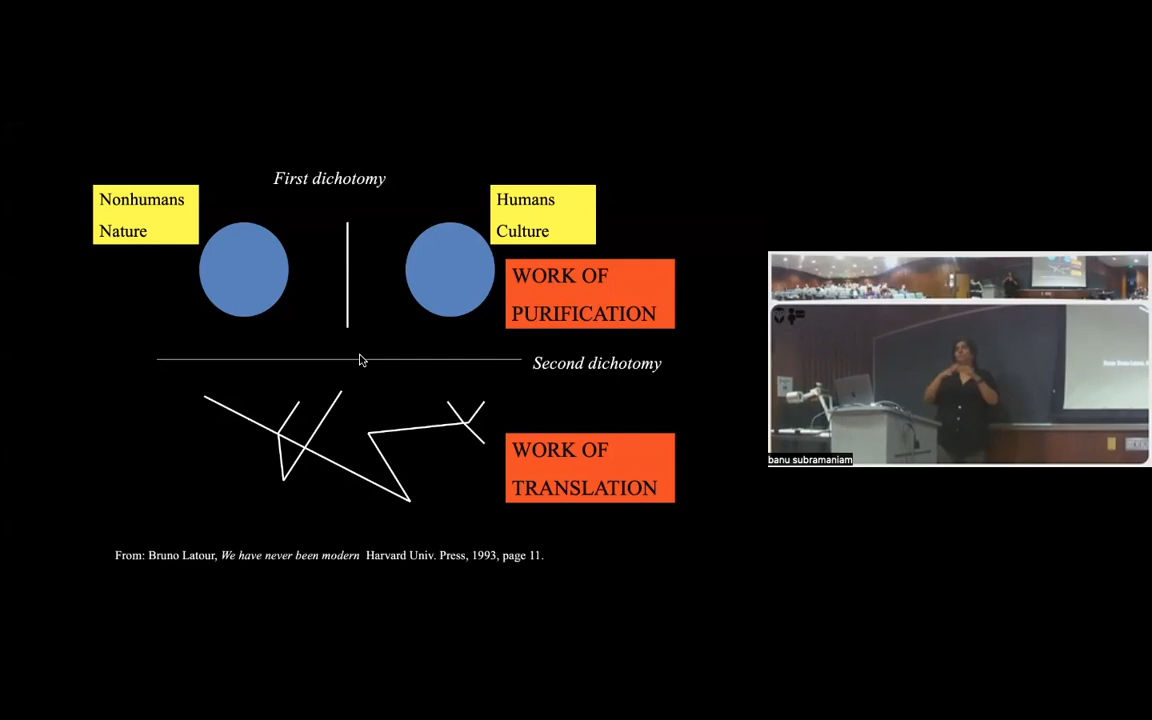 First dichotomy
Nonhumans
Nature
Humans
Culture
WORK OF
PURIFICATION
Second dichotomy
WORK OF
TRANSLATION
From: Bruno Latour, We have never been modern Harvard Univ. Press, 1993, page 11.
banu subramaniam